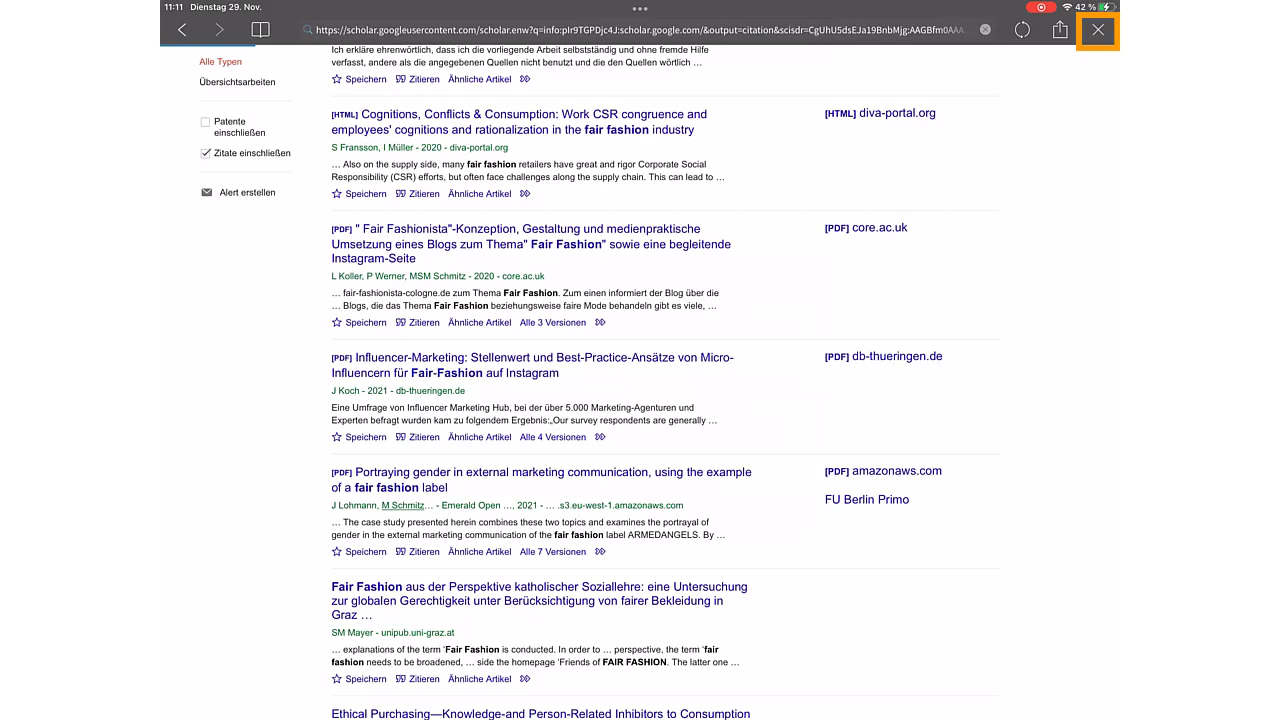 11:11 Dienstag 29. Nov.
42 %
https://scholar.googleusercontent.com/scholar.enw?q=info:pIr9TGPDjc4J:scholar.google.com/&output=citation&scisdr=CgUhU5dsEJa19BnbMjg:AAGBfm0AAA
Alle Typen
Übersichtsarbeiten
Patente
einschließen
Zitate einschließen
Alert erstellen
Ich erkläre ehrenwörtlich, dass ich die vorliegende Arbeit selbstständig und ohne fremde Hilfe
verfasst, andere als die angegebenen Quellen nicht benutzt und die den Quellen wörtlich …
Speichern Zitieren Ähnliche Artikel
[HTML] Cognitions, Conflicts & Consumption: Work CSR congruence and
employees' cognitions and rationalization in the fair fashion industry
S Fransson, I Müller - 2020 - diva-portal.org
… Also on the supply side, many fair fashion retailers have great and rigor Corporate Social
Responsibility (CSR) efforts, but often face challenges along the supply chain. This can lead to …
Speichern Zitieren Ähnliche Artikel
[HTML] diva-portal.org
[PDF] " Fair Fashionista"-Konzeption, Gestaltung und medienpraktische
Umsetzung eines Blogs zum Thema" Fair Fashion" sowie eine begleitende
Instagram-Seite
L Koller, P Werner, MSM Schmitz - 2020 - core.ac.uk
… fair-fashionista-cologne.de zum Thema Fair Fashion. Zum einen informiert der Blog über die
… Blogs, die das Thema Fair Fashion beziehungsweise faire Mode behandeln gibt es viele, …
Speichern Zitieren Ähnliche Artikel Alle 3 Versionen
[PDF] core.ac.uk
[PDF] Influencer-Marketing: Stellenwert und Best-Practice-Ansätze von Micro-
Influencern für Fair-Fashion auf Instagram
J Koch - 2021 - db-thueringen.de
Eine Umfrage von Influencer Marketing Hub, bei der über 5.000 Marketing-Agenturen und
Experten befragt wurden kam zu folgendem Ergebnis:„Our survey respondents are generally …
Speichern Zitieren Ähnliche Artikel Alle 4 Versionen
[PDF] db-thueringen.de
[PDF] Portraying gender in external marketing communication, using the example
of a fair fashion label
J Lohmann, M Schmitz… - Emerald Open …, 2021 - … .s3.eu-west-1.amazonaws.com
… The case study presented herein combines these two topics and examines the portrayal of
gender in the external marketing communication of the fair fashion label ARMEDANGELS. By …
Speichern Zitieren Ähnliche Artikel Alle 7 Versionen
[PDF] amazonaws.com
FU Berlin Primo
Fair Fashion aus der Perspektive katholischer Soziallehre: eine Untersuchung
zur globalen Gerechtigkeit unter Berücksichtigung von fairer Bekleidung in
Graz …
SM Mayer - unipub.uni-graz.at
… explanations of the term 'Fair Fashion is conducted. In order to … perspective, the term 'fair
fashion needs to be broadened, … side the homepage 'Friends of FAIR FASHION. The latter one …
Speichern Zitieren Ähnliche Artikel
Ethical Purchasing—Knowledge-and Person-Related Inhibitors to Consumption